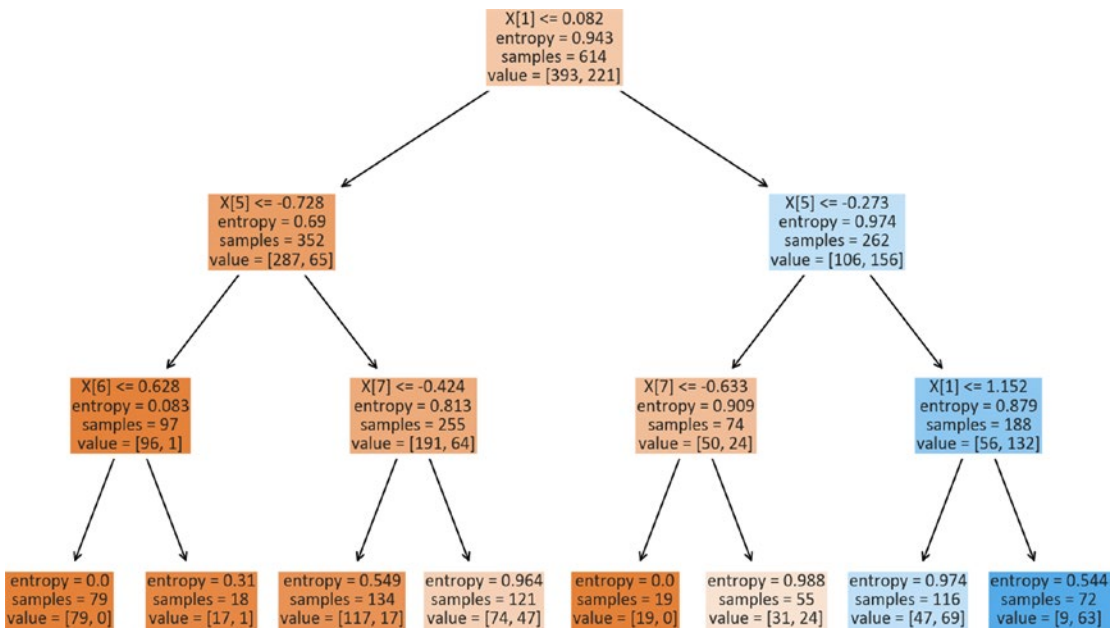 X[1] <= 0.082
entropy = 0.943
samples = 614
value = [393, 221]
X[5] <= -0.728
entropy = 0.69
samples = 352
value = [287, 65]
X[5] <= -0.273
entropy = 0.974
samples = 262
value = [106, 156]
X[6] <= 0.628
entropy = 0.083
samples = 97
value = [96, 1]
X[7] <= -0.424
entropy = 0.813
samples = 255
value = [191, 64]
X[7] <= -0.633
entropy = 0.909
samples = 74
value = [50, 24]
X[1] <= 1.152
entropy = 0.879
samples = 188
value = [56, 132]
entropy = 0.0
samples = 79
value = [79, 0]
entropy = 0.31
samples = 18
value = [17, 1]
entropy = 0.549
samples = 134
value = [117, 17]
entropy = 0.964
samples = 121
value = [74, 47]
entropy = 0.0
samples = 19
value = [19, 0]
entropy = 0.988
samples = 55
value = [31, 24]
entropy = 0.974
samples = 116
value = [47, 69]
entropy = 0.544
samples = 72
value = [9, 63]